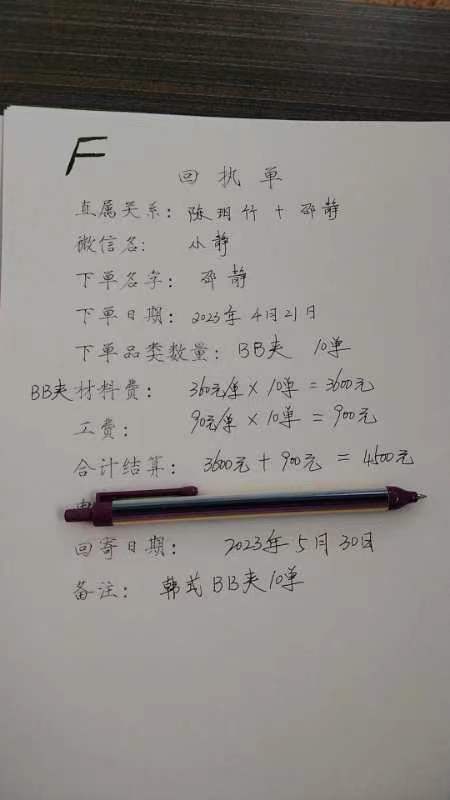 F
回执单
直属关系：陈玥竹 + 邵静
微信名：小静
下单名字：邵静
下单日期：2023年4月21日
下单品类数量：BB夹 10单
BB夹材料费：360元/单×10单=3600元
工费：90元/单×10单=900元
合计结算：3600元+900元=4500元
回寄日期：2023年5月30日
备注：韩式BB夹10单